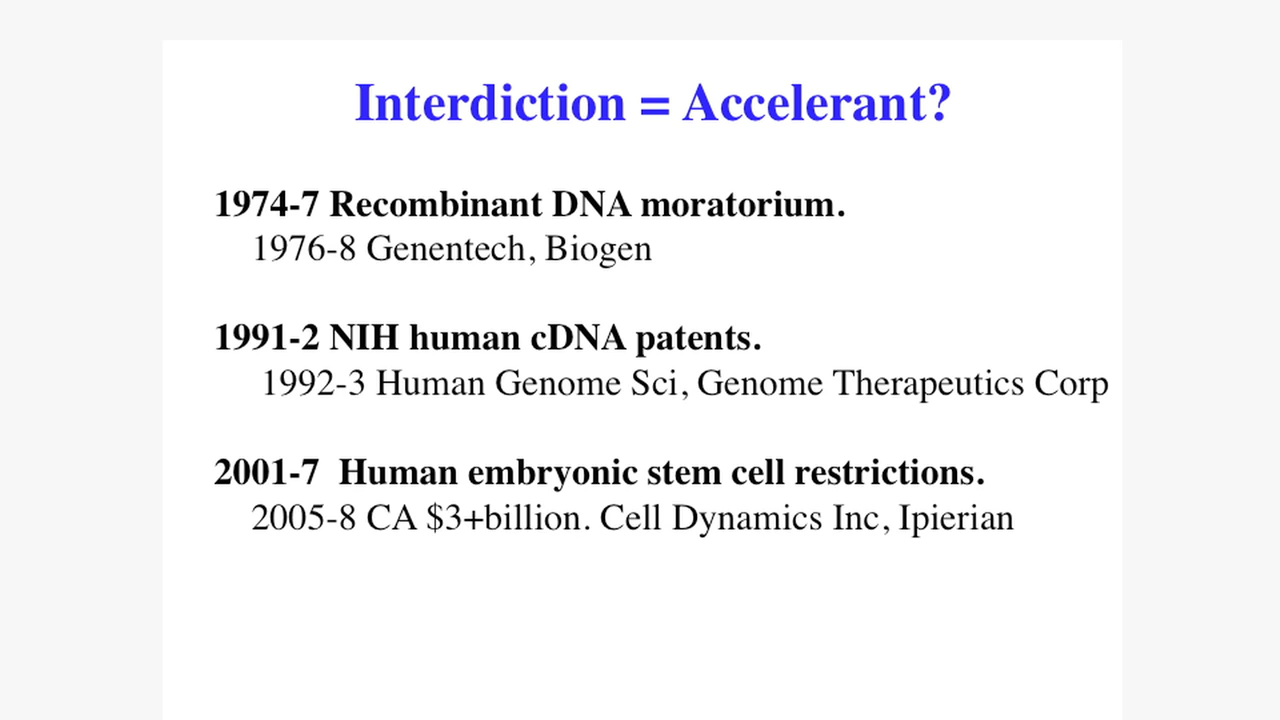 Interdiction = Accelerant?
1974-7 Recombinant DNA moratorium.
1976-8 Genentech, Biogen
1991-2 NIH human cDNA patents.
1992-3 Human Genome Sci, Genome Therapeutics Corp
2001-7  Human embryonic stem cell restrictions.
2005-8 CA $3+billion. Cell Dynamics Inc, Ipierian